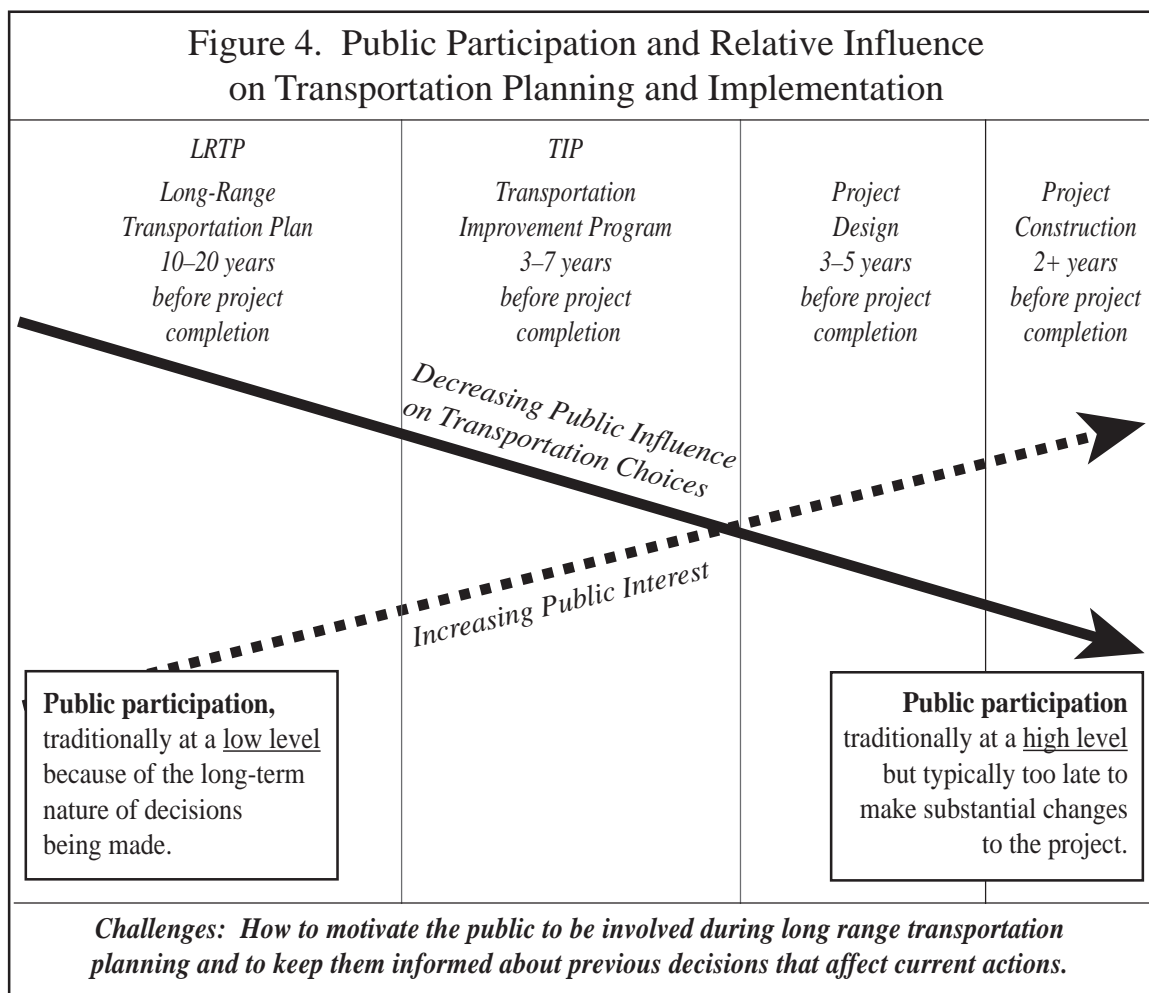 Figure 4.  Public Participation and Relative Influence
on Transportation Planning and Implementation
LRTP
Long-Range
Transportation Plan
10–20 years
before project
completion
TIP
Transportation
Improvement Program
3–7 years
before project
completion
Project
Design
3–5 years
before project
completion
Project
Construction
2+ years
before project
completion
Decreasing Public Influence
on Transportation Choices
Increasing Public Interest
Public participation,
traditionally at a low level
because of the long-term
nature of decisions
being made.
Public participation
traditionally at a high level
but typically too late to
make substantial changes
to the project.
Challenges:  How to motivate the public to be involved during long range transportation
planning and to keep them informed about previous decisions that affect current actions.